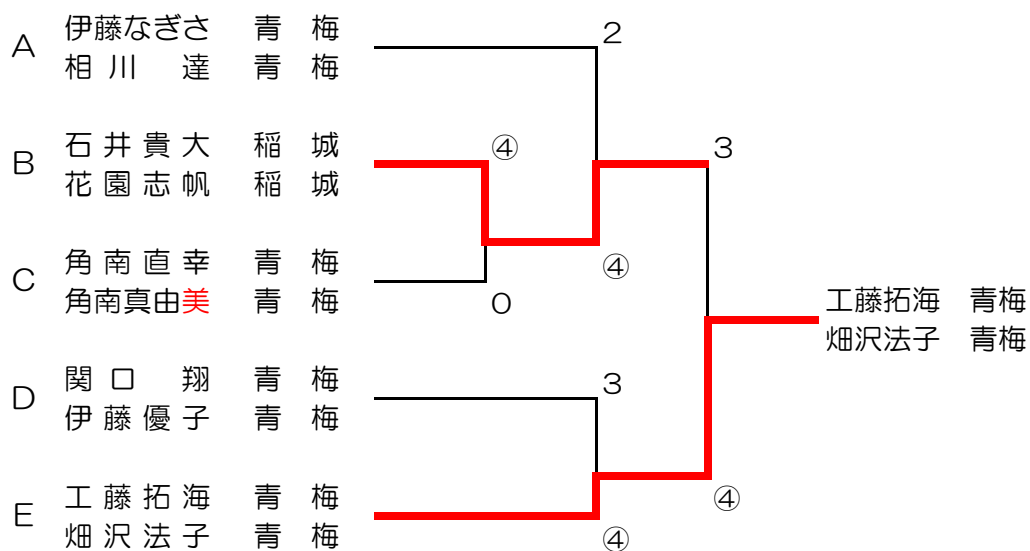 A
伊藤なぎさ 青 梅
相 川 達 青 梅
2
B
石 井 貴 大 稲 城
花 園 志 帆 稲 城
④
3
C
角 南 直 幸 青 梅
角南真由美 青 梅
④
0
工藤拓海 青梅
畑沢法子 青梅
D
関 口 翔 青 梅
伊 藤 優 子 青 梅
3
E
工 藤 拓 海 青 梅
畑 沢 法 子 青 梅
④
④